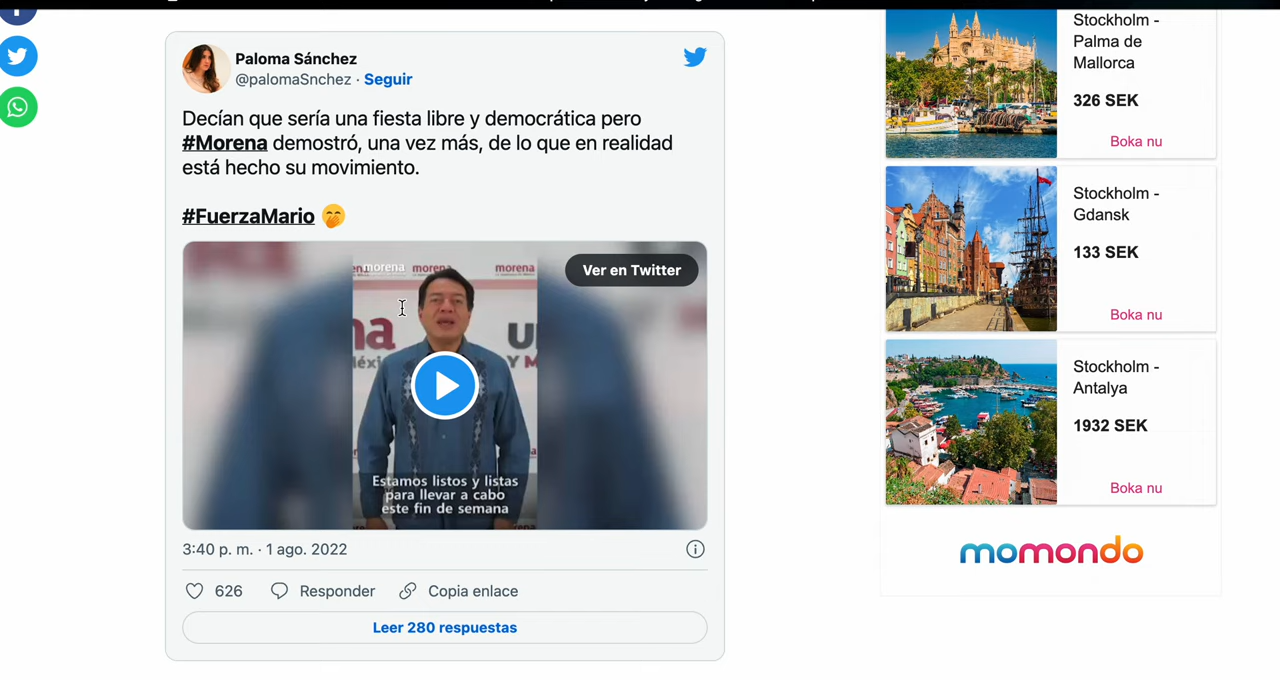 Paloma Sánchez
@palomaSnchez · Seguir
Decían que sería una fiesta libre y democrática pero
#Morena demostró, una vez más, de lo que en realidad
está hecho su movimiento.
#FuerzaMario
morena
morena
morena
Ver en Twitter
Estamos listos y listas
para llevar a cabo
este fin de semana
3:40 p. m. · 1 ago. 2022
626
Responder
Copia enlace
Leer 280 respuestas
Stockholm -
Palma de
Mallorca
326 SEK
Boka nu
Stockholm -
Gdansk
133 SEK
Boka nu
Stockholm -
Antalya
1932 SEK
Boka nu
momondo